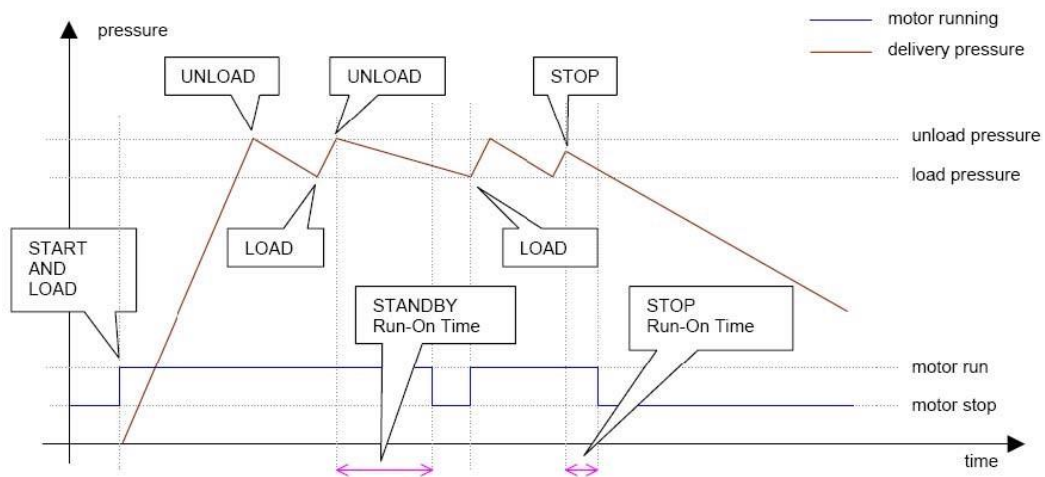 pressure
motor running
delivery pressure
UNLOAD
UNLOAD
STOP
unload pressure
load pressure
START
AND
LOAD
LOAD
LOAD
STANDBY
Run-On Time
STOP
Run-On Time
motor run
motor stop
time